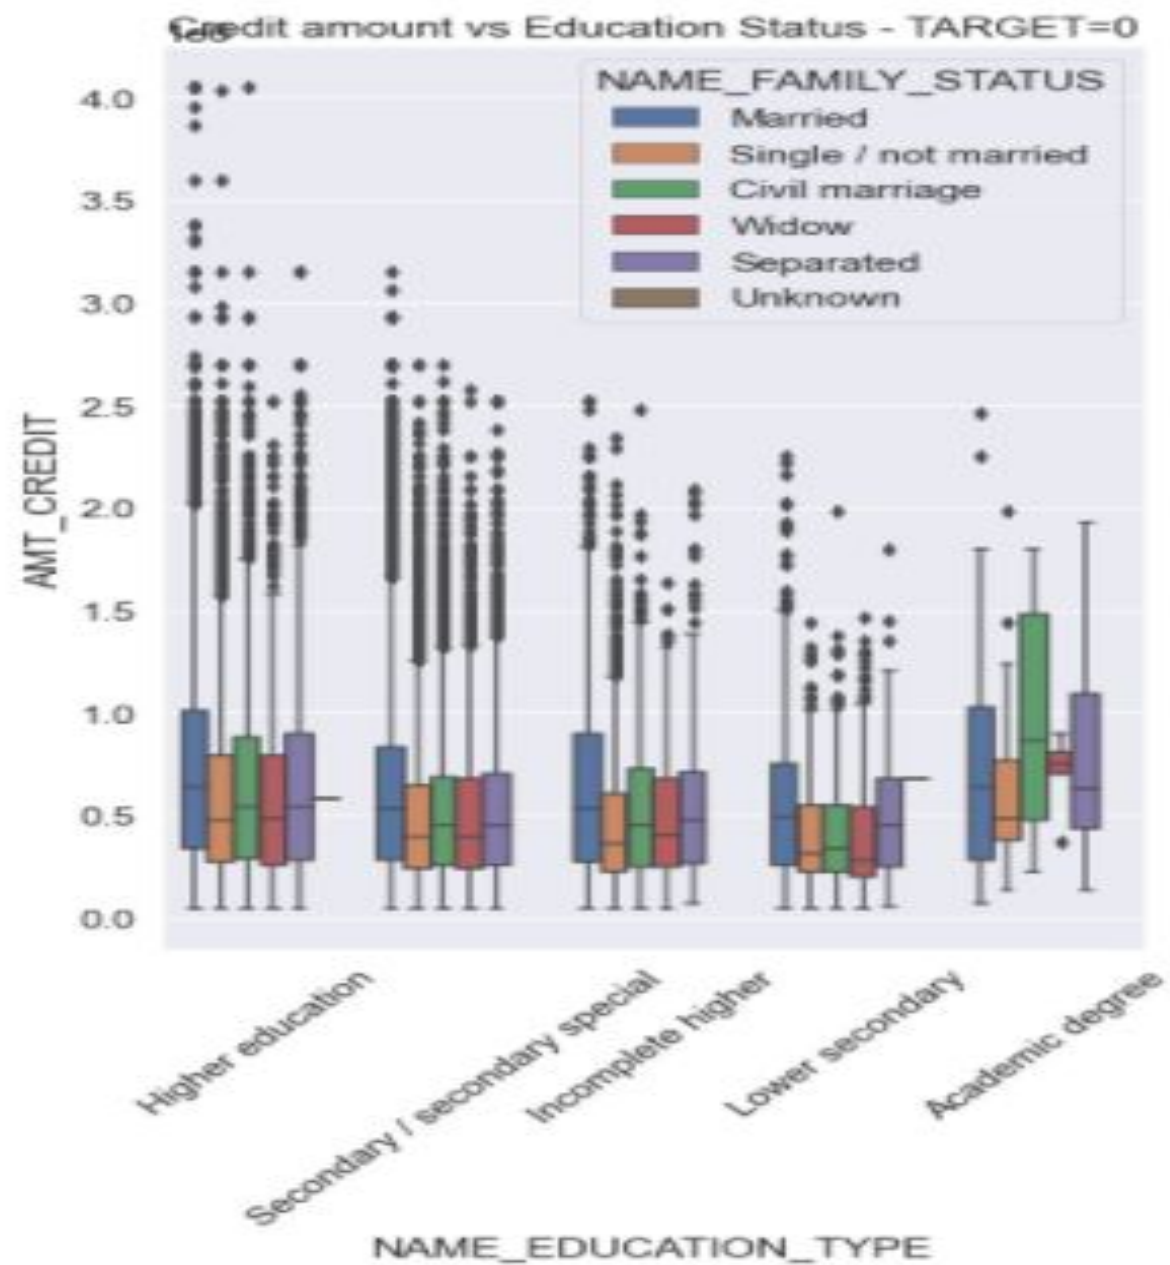 Credit amount vs Education Status - TARGET=0
NAME_FAMILY_STATUS
Married
Single / not married
Civil marriage
Widow
Separated
Unknown
4.0
3.5
3.0
2.5
2.0
1.5
1.0
0.5
0.0
AMT_CREDIT
Higher education
Secondary / secondary special
Incomplete higher
Lower secondary
Academic degree
NAME_EDUCATION_TYPE